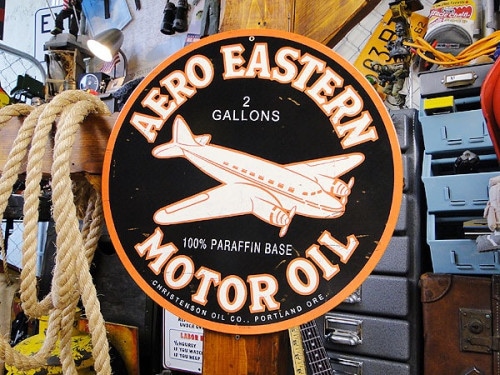 AERO EASTERN
2
GALLONS
100% PARAFFIN BASE
MOTOR OIL
CHRISTENSON OIL CO., PORTLAND ORE.